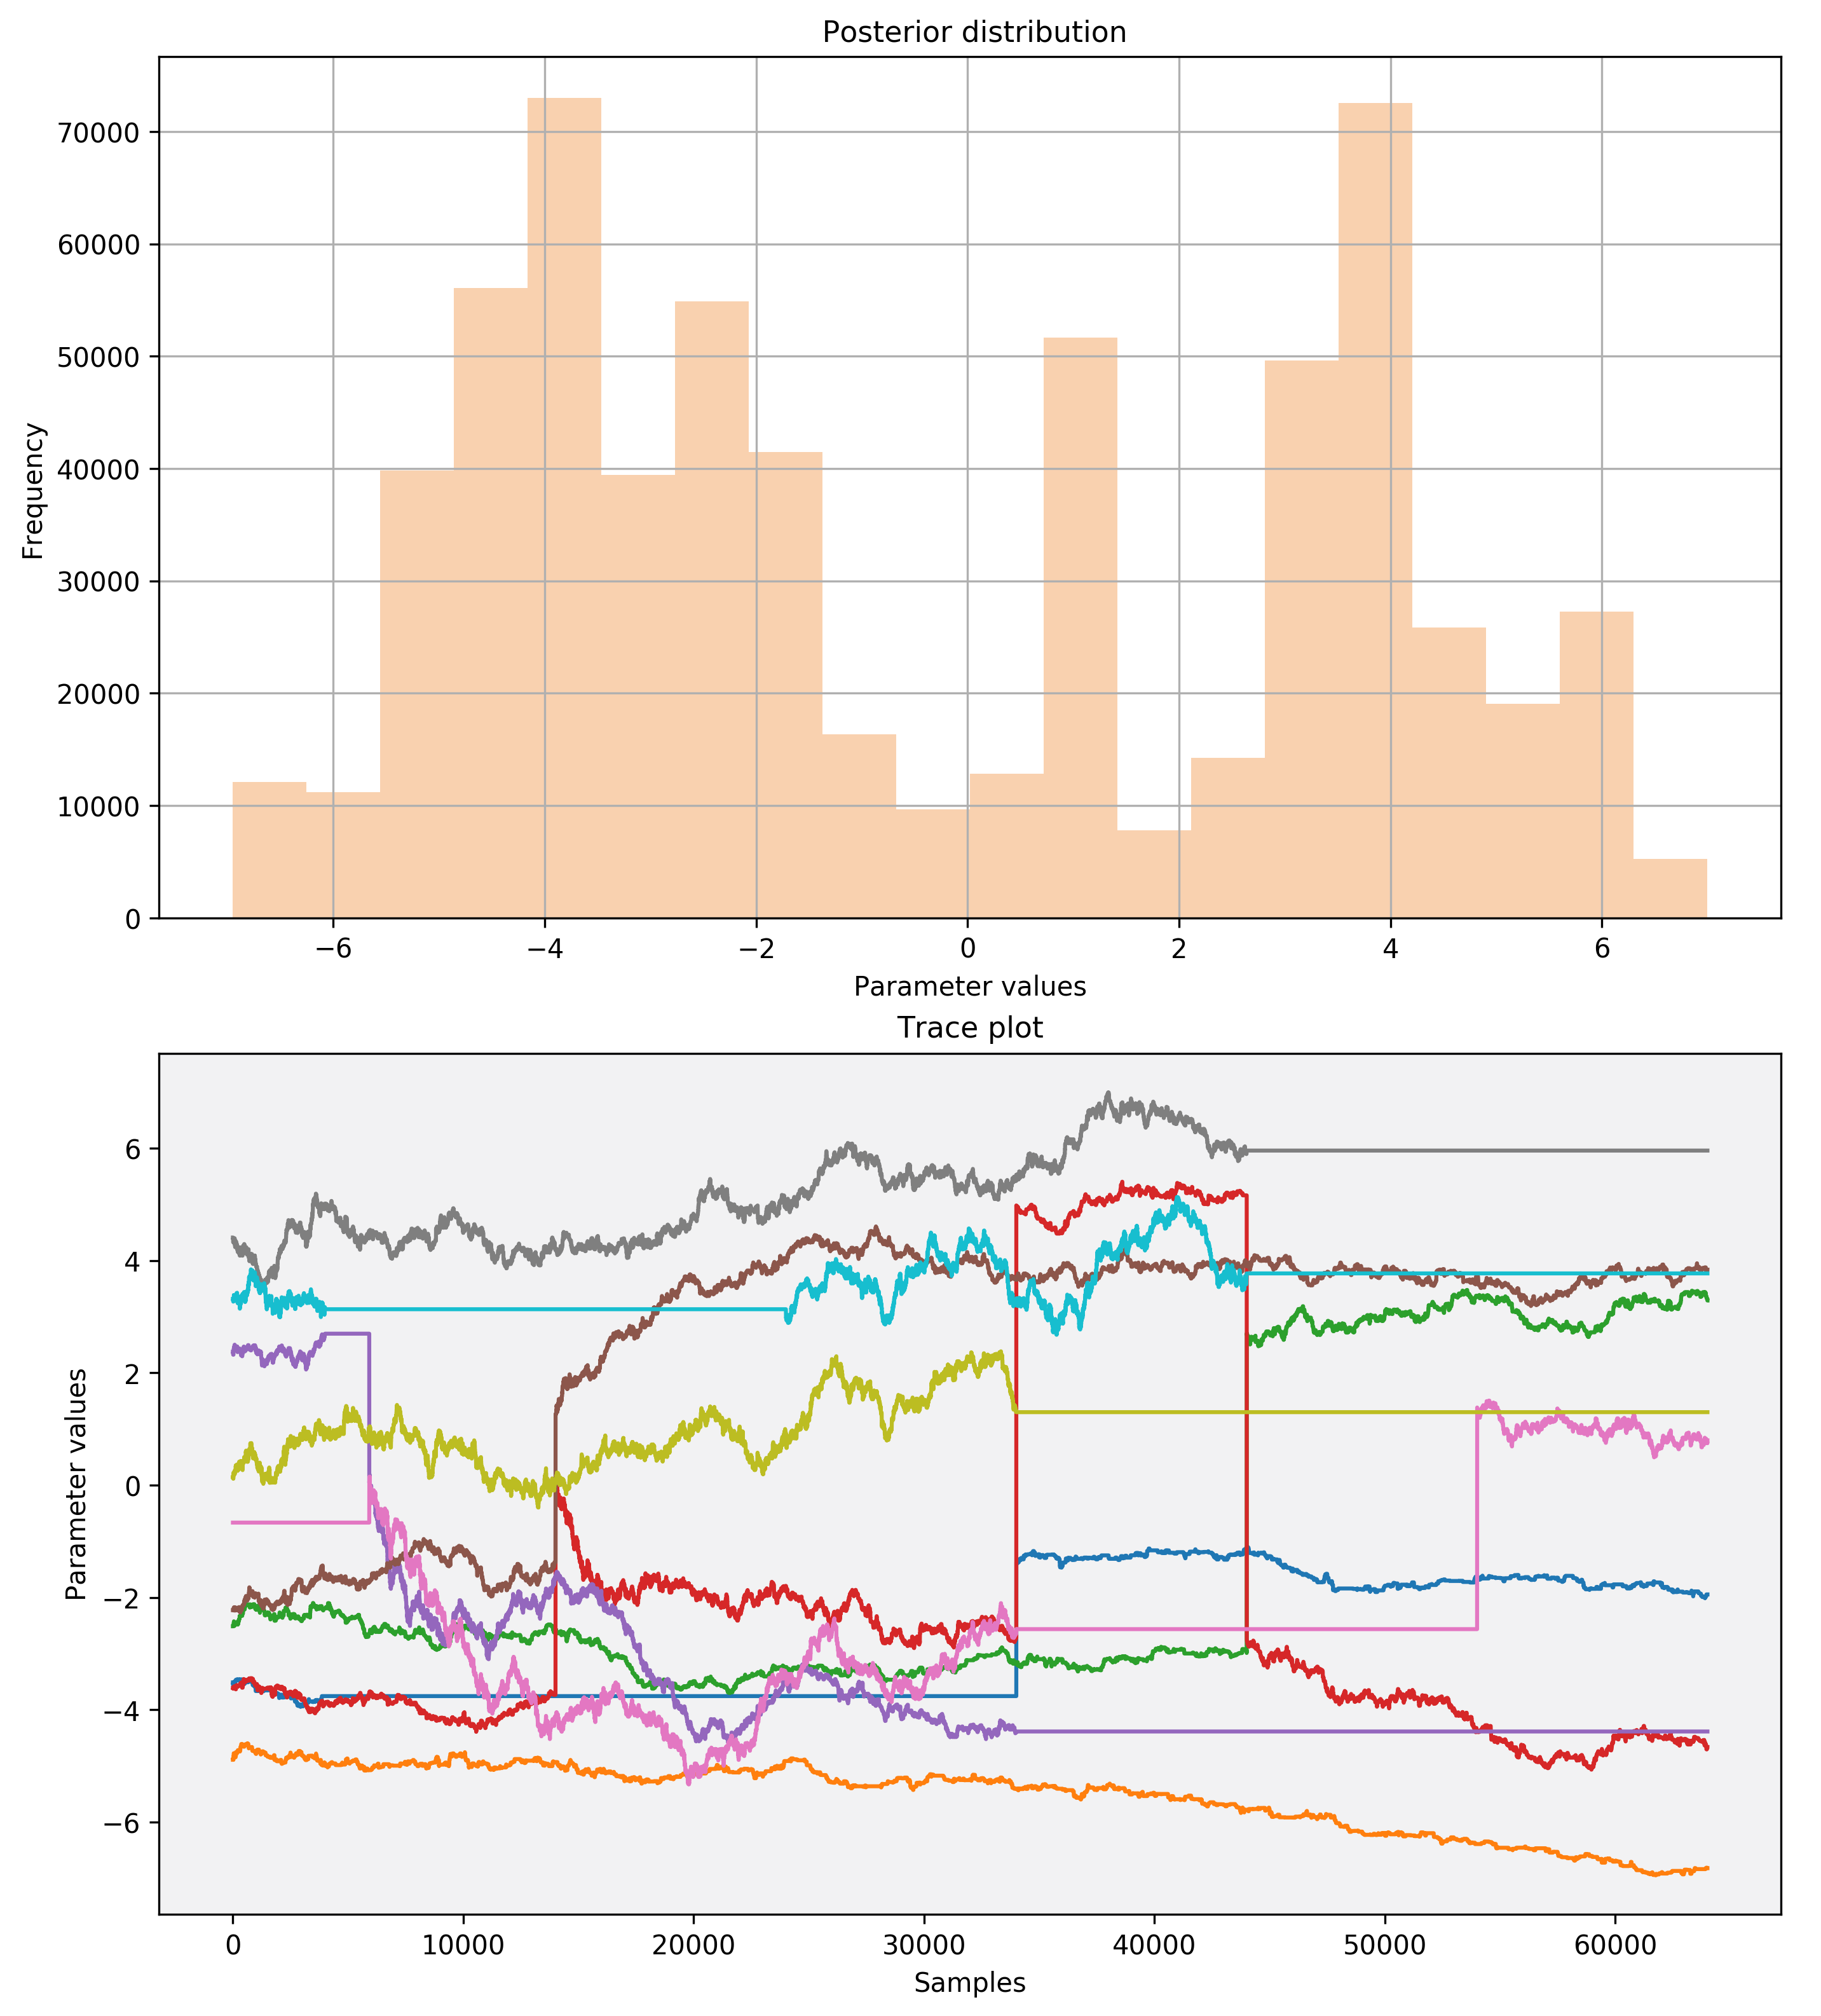 Posterior distribution
Frequency
70000
60000
50000
40000
30000
20000
10000
0
−6 −4 −2 0 2 4 6
Parameter values
Trace plot
Parameter values
6
4
2
0
−2
−4
−6
0 10000 20000 30000 40000 50000 60000
Samples